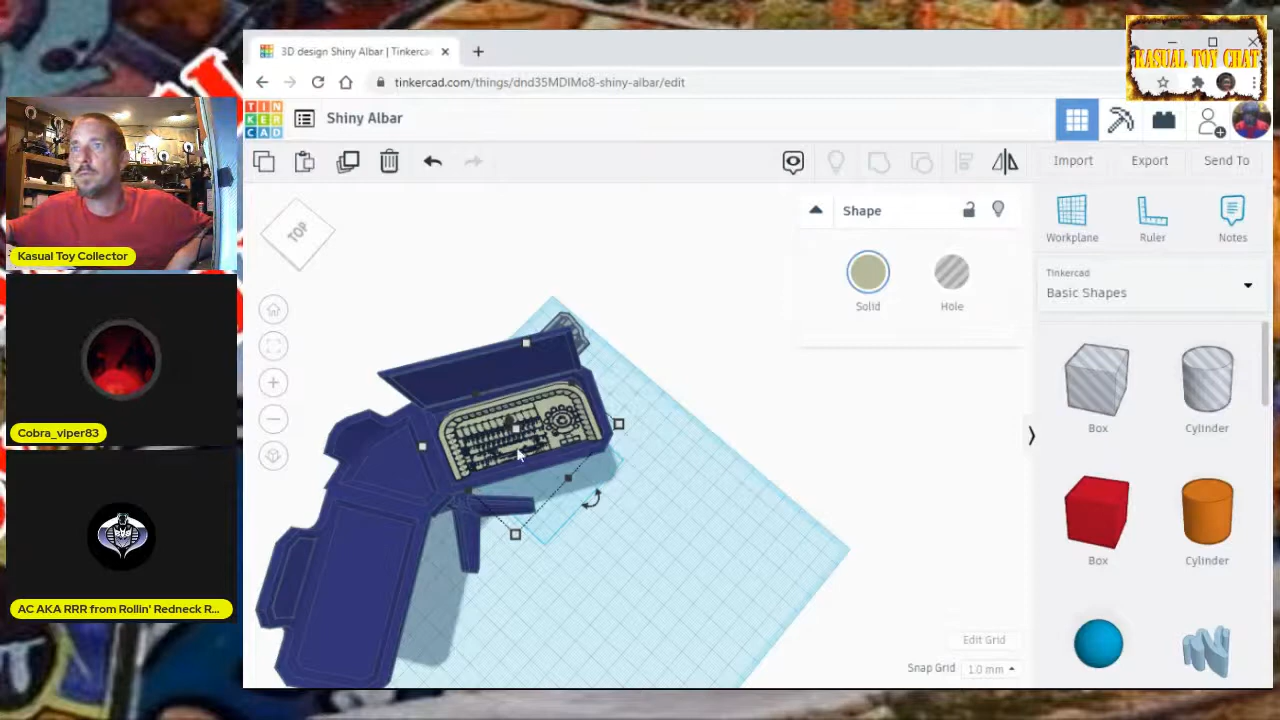 KASUAL TOY CHAT
3D design Shiny Albar | Tinkerca
tinkercad.com/things/dnd35MDIMo8-shiny-albar/edit
TIN
KER
CAD
Shiny Albar
Import
Export
Send To
TOP
Shape
Solid
Hole
Workplane
Ruler
Notes
Tinkercad
Basic Shapes
Box
Cylinder
Box
Cylinder
Edit Grid
Snap Grid
1.0 mm
Kasual Toy Collector
Cobra_viper83
AC AKA RRR from Rollin' Redneck R...